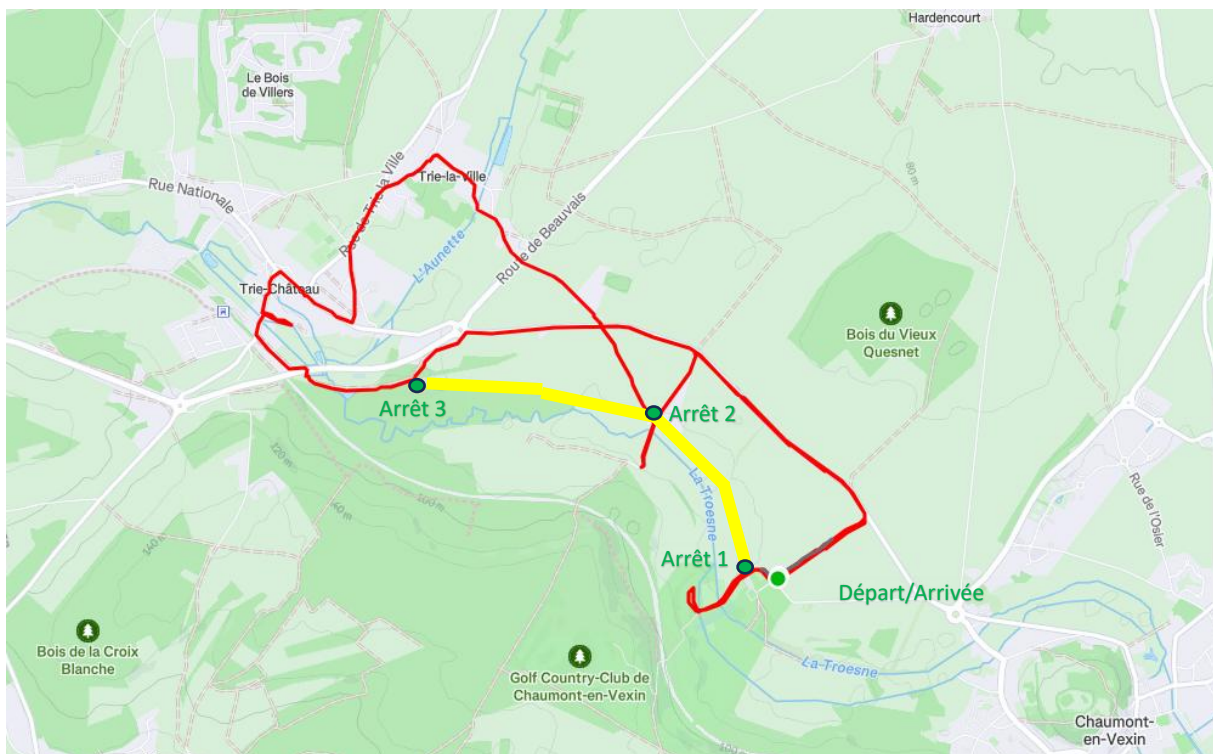 Hardencourt
Le Bois
de Villers
Rue Nationale
Rue de Trie-la-Ville
Trie-la-Ville
L'Aunette
Route de Beauvais
80 m
Trie-Château
Bois du Vieux
Quesnet
Arrêt 3
Arrêt 2
La-Troesne
Rue de l'Osier
120 m
100 m
140 m
140 m
Arrêt 1
Départ/Arrivée
Bois de la Croix
Blanche
Golf Country-Club de
Chaumont-en-Vexin
La-Troesne
Chaumont-
en-Vexin
100 m